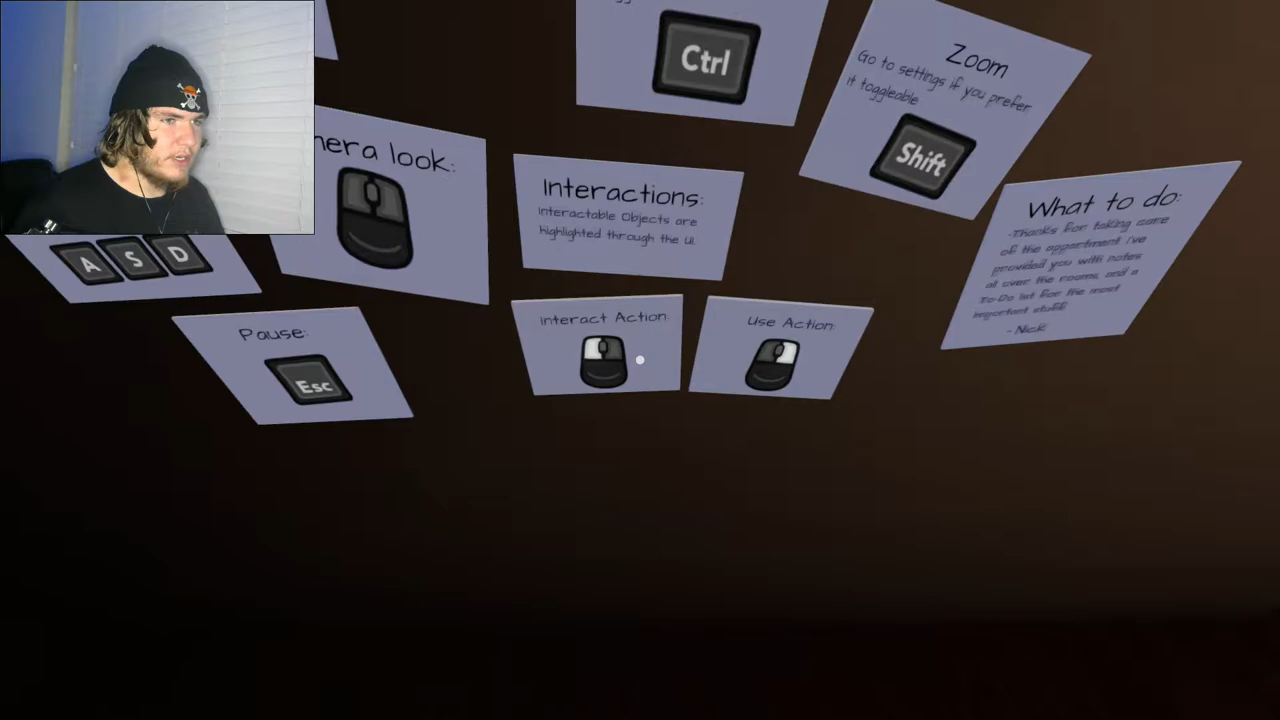 Ctrl
Zoom
Go to settings if you prefer
it toggleable
Shift
era look:
Interactions:
Interactable Objects are
highlighted through the UI.
What to do:
-Thanks for taking care
of the appartment I've
provided you with notes
all over the rooms, and a
To-Do list for the most
important stuff!
- Nick
A S D
Pause:
Esc
Interact Action:
Use Action: